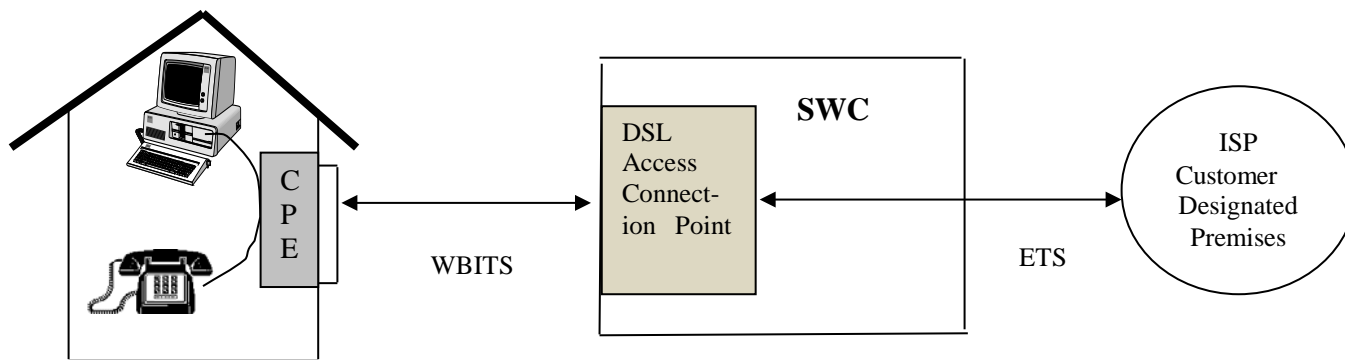 C
P
E
WBITS
SWC
DSL
Access
Connect-
ion Point
ETS
ISP
Customer
Designated
Premises